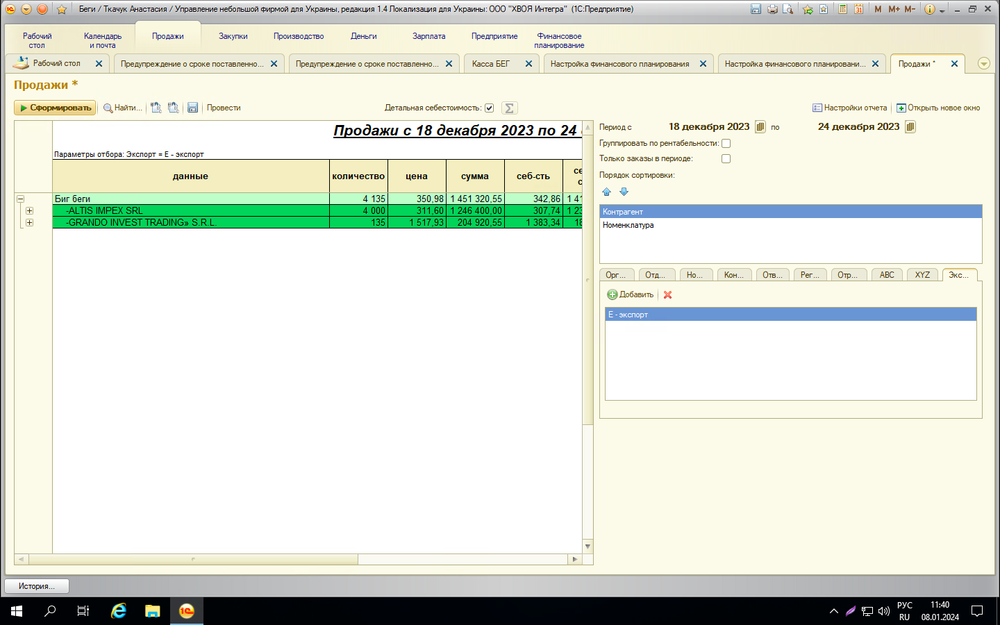 Беги / Ткачук Анастасия / Управление небольшой фирмой для Украины, редакция 1.4 Локализация для Украины: ООО "ХВОЯ Интегра" (1С:Предприятие)
M M+ M-
Рабочий стол
Календарь и почта
Продажи
Закупки
Производство
Деньги
Зарплата
Предприятие
Финансовое планирование
Рабочий стол
Предупреждение о сроке поставленно...
Предупреждение о сроке поставленно...
Касса БЕГ
Настройка финансового планирования
Настройка финансового планировани...
Продажи *
Продажи *
Сформировать
Найти...
Провести
Детальная себестоимость:
Σ
Настройки отчета
Открыть новое окно
Продажи с 18 декабря 2023 по 24
Параметры отбора: Экспорт = Е - экспорт
данные количество цена сумма себ-сть
Биг беги 4 135 350,98 1 451 320,55 342,86 1 41
-ALTIS IMPEX SRL 4 000 311,60 1 246 400,00 307,74 1 23
-GRANDO INVEST TRADING» S.R.L. 135 1 517,93 204 920,55 1 383,34 18
Период с 18 декабря 2023 по 24 декабря 2023
Группировать по рентабельности:
Только заказы в периоде:
Порядок сортировки:
Контрагент
Номенклатура
Орг... Отд... Но... Кон... Отв... Рег... Отр... ABC XYZ Экс...
Добавить
Е - экспорт
История...
РУС
RU
11:40
08.01.2024